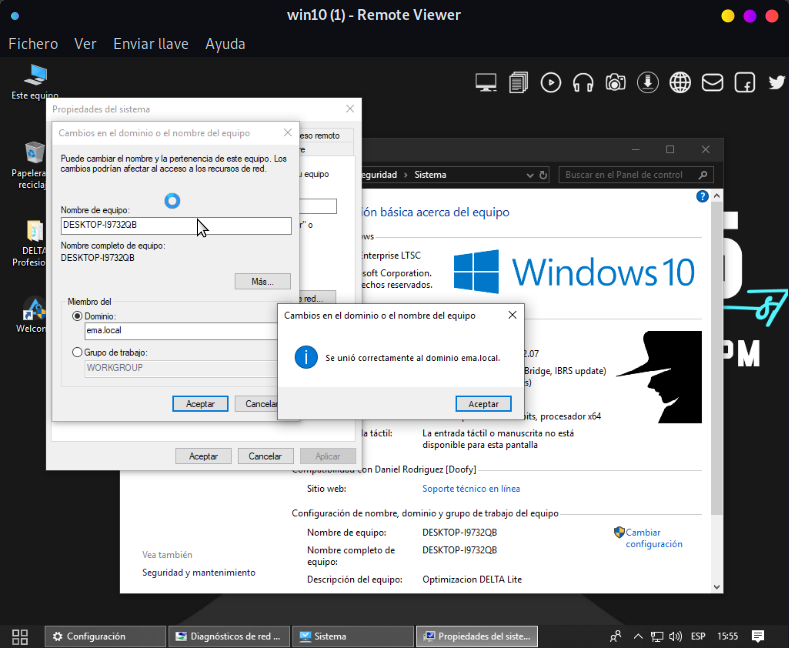 win10 (1) - Remote Viewer
Fichero Ver Enviar llave Ayuda
Este equipo
Papelera
reciclaj
DELTA
Profesio
Welcom
Propiedades del sistema
eso remoto
re
u equipo
r" o
e red...
Aceptar Cancelar Aplicar
Cambios en el dominio o el nombre del equipo
Puede cambiar el nombre y la pertenencia de este equipo. Los
cambios podrían afectar al acceso a los recursos de red.
Nombre de equipo:
DESKTOP-I9732QB
Nombre completo de equipo:
DESKTOP-I9732QB
Más...
Miembro del
Dominio:
ema.local
Grupo de trabajo:
WORKGROUP
Aceptar Cancelar
Cambios en el dominio o el nombre del equipo
Se unió correctamente al dominio ema.local.
Aceptar
eguridad › Sistema
Buscar en el Panel de control
ión básica acerca del equipo
ws
nterprise LTSC
soft Corporation.
echos reservados.
Windows 10
2.07
Bridge, IBRS update)
s)
bits, procesador x64
a táctil: La entrada táctil o manuscrita no está
disponible para esta pantalla
Compatibilidad con Daniel Rodriguez [Doofy]
Sitio web: Soporte técnico en línea
Configuración de nombre, dominio y grupo de trabajo del equipo
Nombre de equipo: DESKTOP-I9732QB
Cambiar
configuración
Nombre completo de
equipo:
DESKTOP-I9732QB
Descripción del equipo: Optimizacion DELTA Lite
Vea también
Seguridad y mantenimiento
PM
Configuración
Diagnósticos de red ...
Sistema
Propiedades del siste...
ESP 15:55